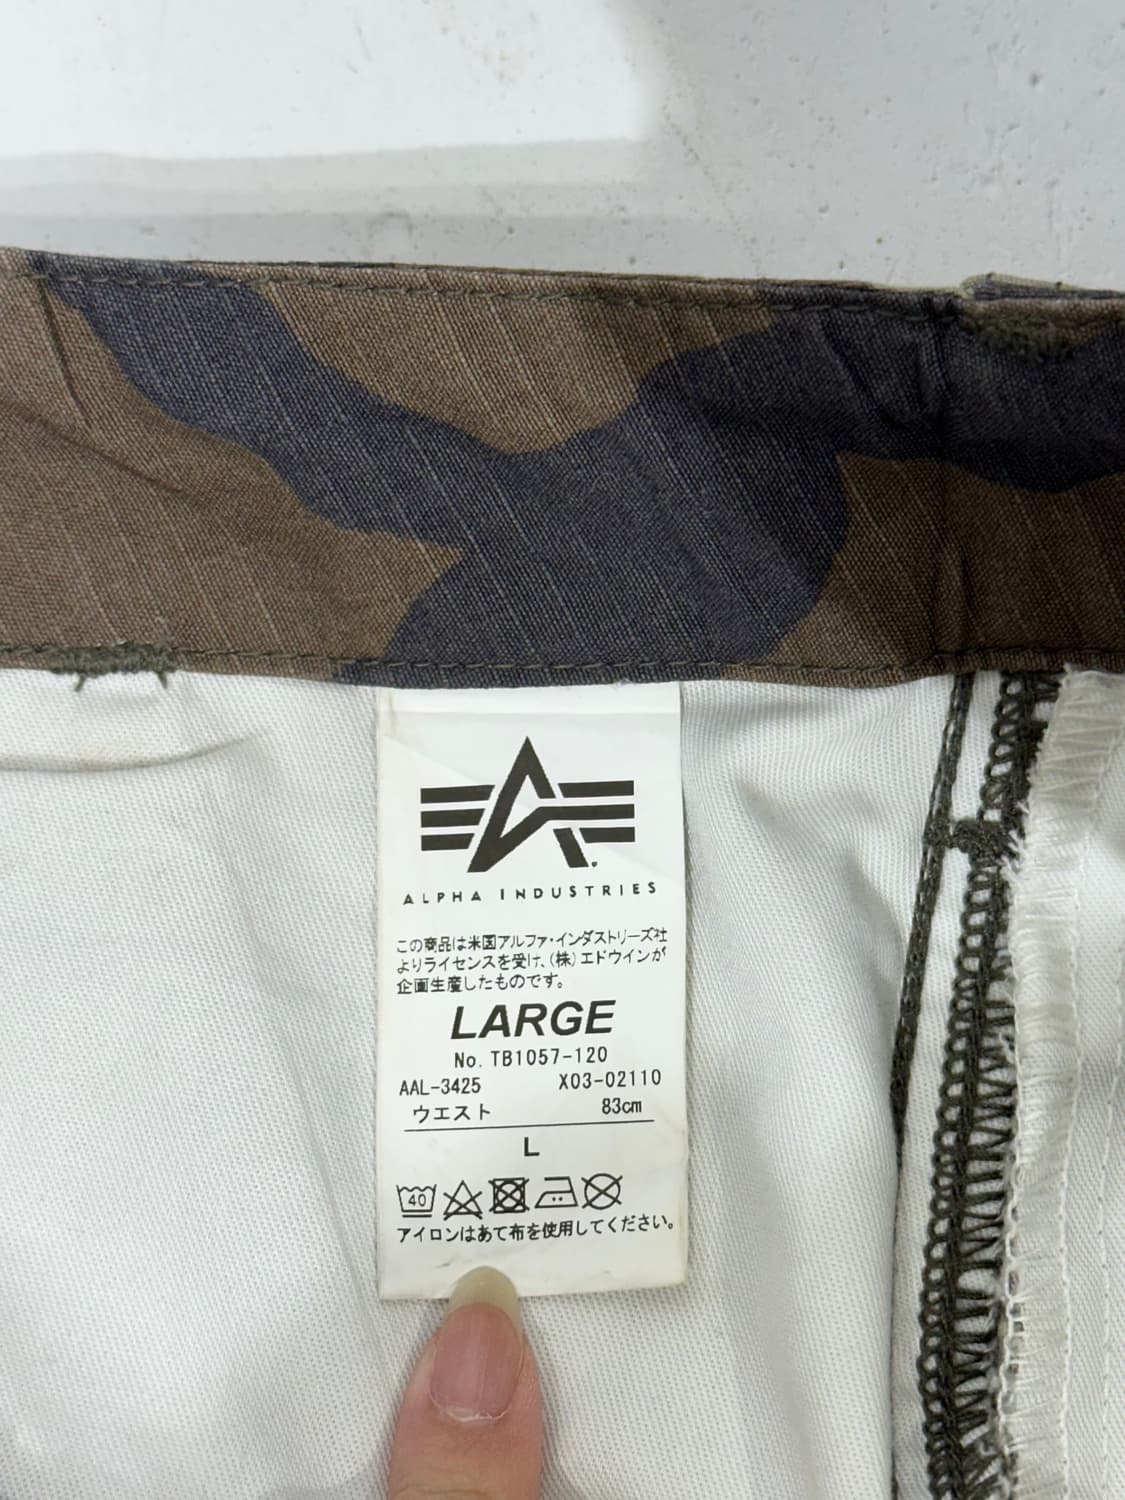 ALPHA INDUSTRIES
この商品は米国アルファ・インダストリーズ社
よりライセンスを受け、(株)エドウインが
企画生産したものです。
LARGE
No. TB1057-120
AAL-3425 X03-02110
ウエスト 83cm
L
40
アイロンはあて布を使用してください。